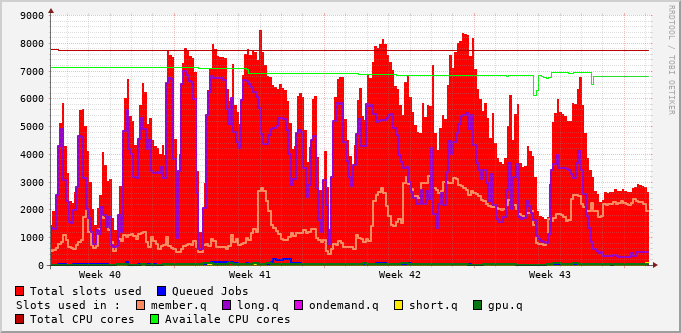 9000
8000
7000
6000
5000
4000
3000
2000
1000
0
Week 40 Week 41 Week 42 Week 43
RRDTOOL / TOBI OETIKER
Total slots used Queued Jobs
Slots used in : member.q long.q ondemand.q short.q gpu.q
Total CPU cores Availale CPU cores